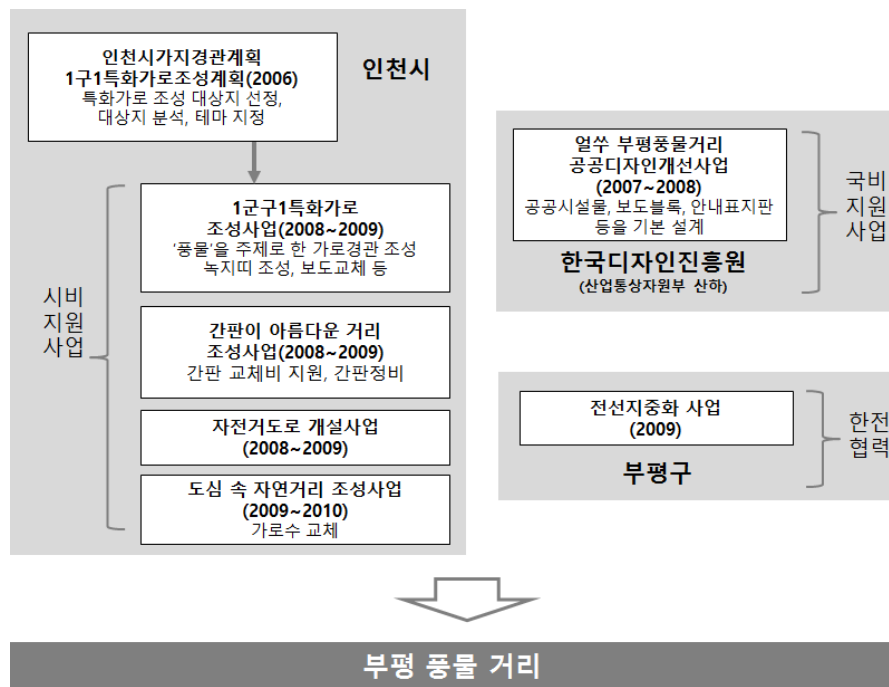 인천시가지경관계획
1구1특화가로조성계획(2006)
특화가로 조성 대상지 선정,
대상지 분석, 테마 지정
인천시
1군구1특화가로
조성사업(2008~2009)
‘풍물’을 주제로 한 가로경관 조성
녹지띠 조성, 보도교체 등
시비
지원
사업
간판이 아름다운 거리
조성사업(2008~2009)
간판 교체비 지원, 간판정비
자전거도로 개설사업
(2008~2009)
도심 속 자연거리 조성사업
(2009~2010)
가로수 교체
얼쑤 부평풍물거리
공공디자인개선사업
(2007~2008)
공공시설물, 보도블록, 안내표지판
등을 기본 설계
한국디자인진흥원
(산업통상자원부 산하)
국비
지원
사업
전선지중화 사업
(2009)
부평구
한전
협력
부평 풍물 거리